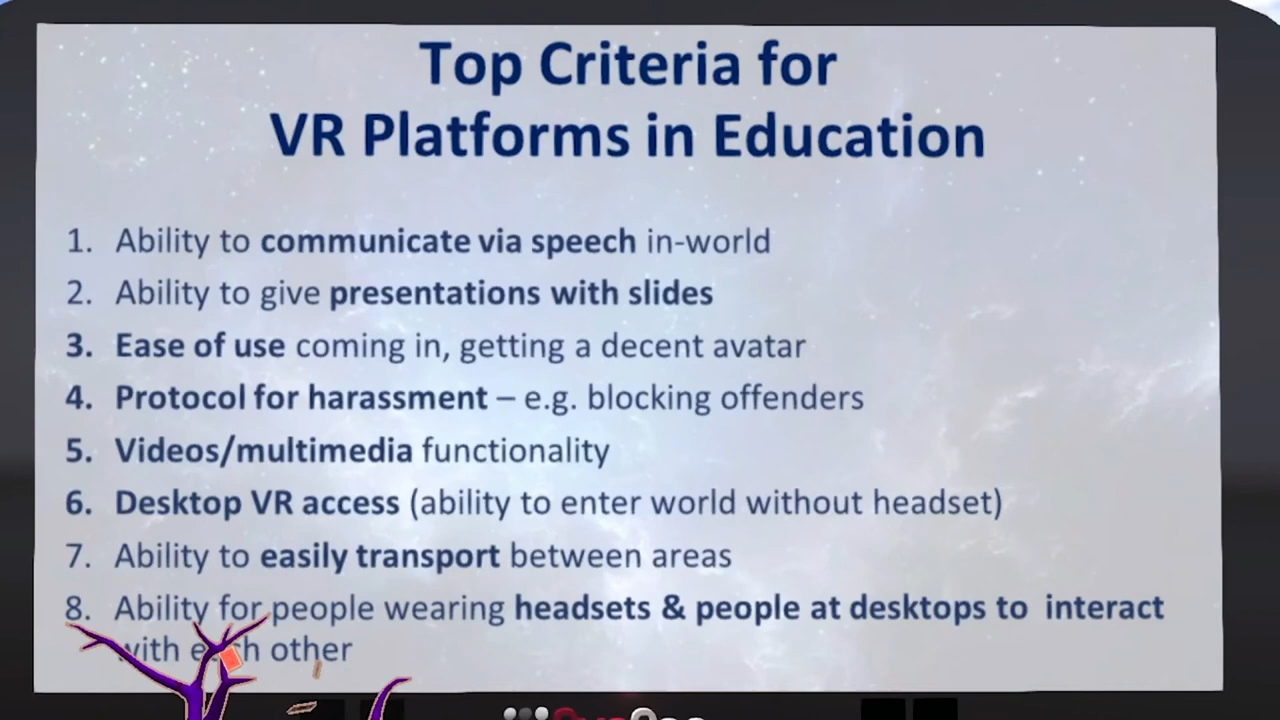 Top Criteria for
VR Platforms in Education
1. Ability to communicate via speech in-world
2. Ability to give presentations with slides
3. Ease of use coming in, getting a decent avatar
4. Protocol for harassment – e.g. blocking offenders
5. Videos/multimedia functionality
6. Desktop VR access (ability to enter world without headset)
7. Ability to easily transport between areas
8. Ability for people wearing headsets & people at desktops to interact
with each other